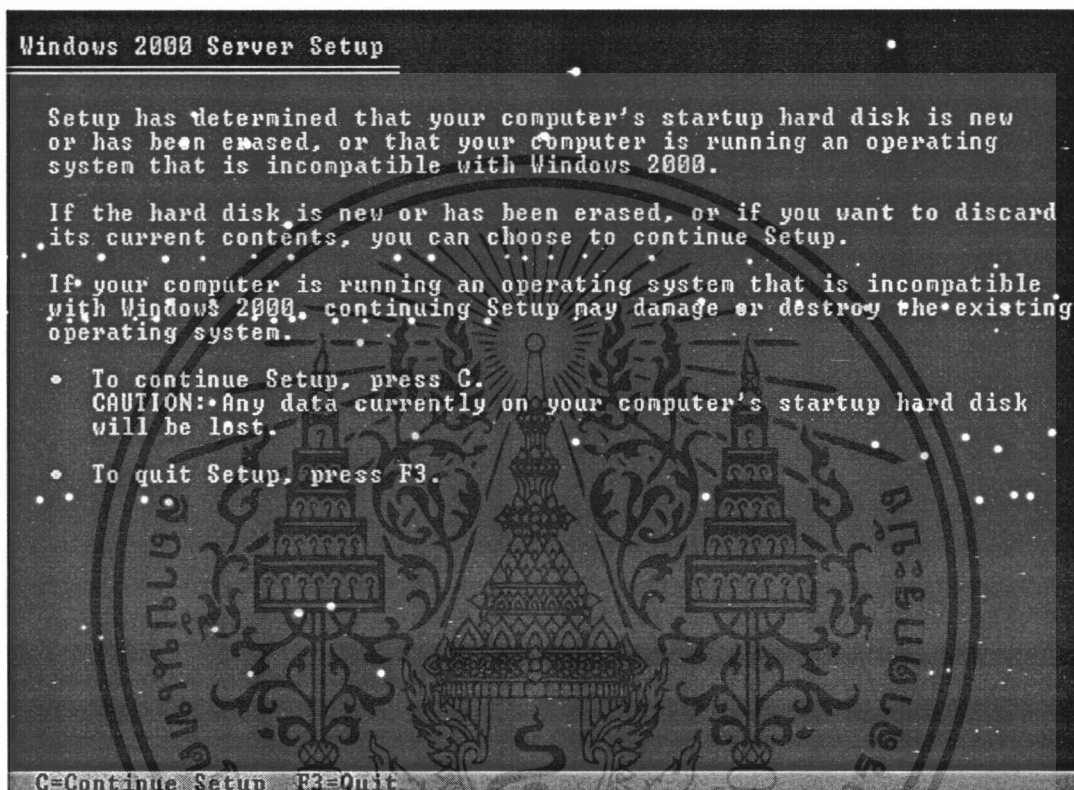 Windows 2000 Server Setup
Setup has determined that your computer's startup hard disk is new
or has been erased, or that your computer is running an operating
system that is incompatible with Windows 2000.
If the hard disk is new or has been erased, or if you want to discard
its current contents, you can choose to continue Setup.
If your computer is running an operating system that is incompatible
with Windows 2000, continuing Setup may damage or destroy the existing
operating system.
• To continue Setup, press C.
CAUTION: Any data currently on your computer's startup hard disk
will be lost.
• To quit Setup, press F3.
C=Continue Setup F3=Quit